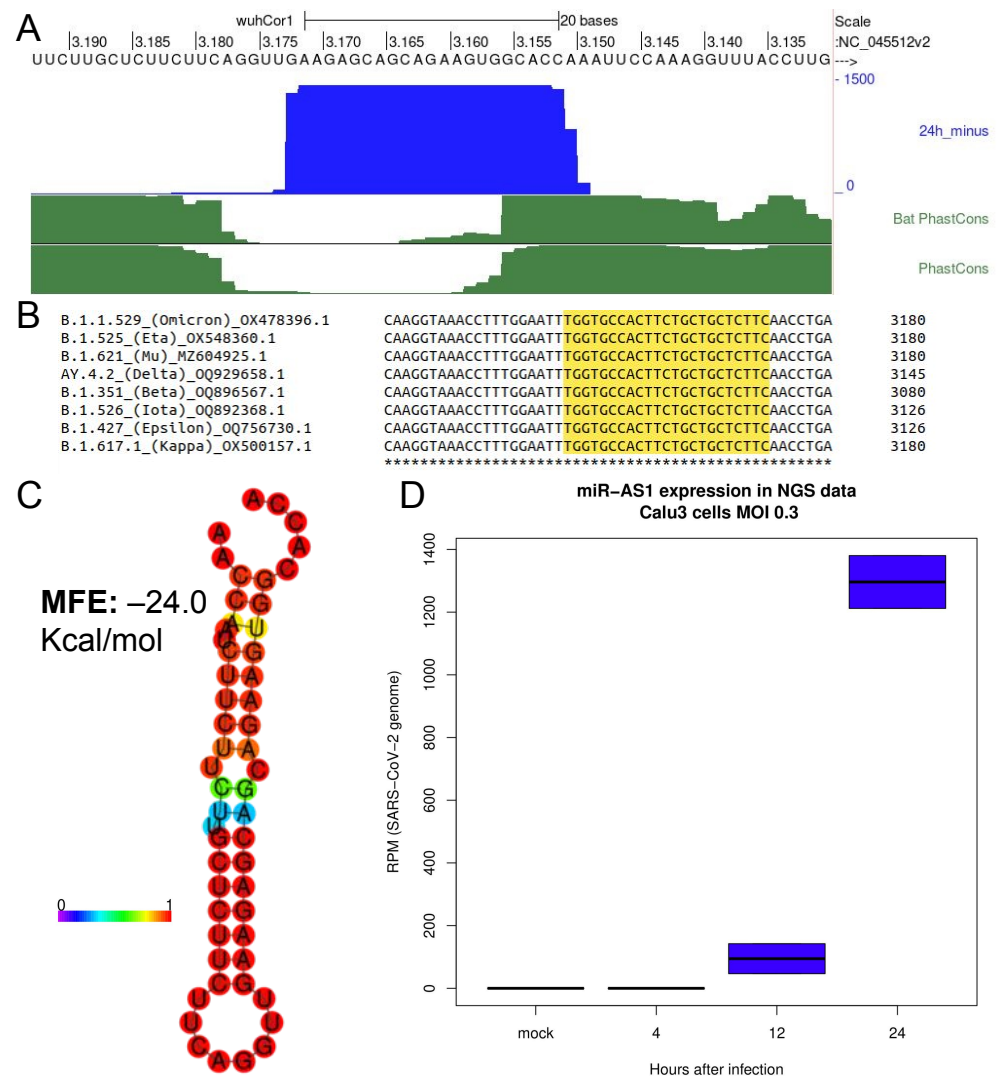 A
wuhCor1 20 bases Scale
|3.190 |3.185 |3.180 |3.175 |3.170 |3.165 |3.160 |3.155 |3.150 |3.145 |3.140 |3.135 :NC_045512v2
UUCUUGCUCUUCUUCAGGUUGAAGAGCAGCAGAAGUGGCACCAAAUUCCAAAGGUUUACCUUG --->
1500
24h_minus
0
Bat PhastCons
PhastCons
B
B.1.1.529_(Omicron)_OX478396.1 CAAGGTAAACCTTTGGAATTTGGTGCCACTTCTGCTGCTCTTCAACCTGA 3180
B.1.525_(Eta)_OX548360.1 CAAGGTAAACCTTTGGAATTTGGTGCCACTTCTGCTGCTCTTCAACCTGA 3180
B.1.621_(Mu)_MZ604925.1 CAAGGTAAACCTTTGGAATTTGGTGCCACTTCTGCTGCTCTTCAACCTGA 3180
AY.4.2_(Delta)_OQ929658.1 CAAGGTAAACCTTTGGAATTTGGTGCCACTTCTGCTGCTCTTCAACCTGA 3145
B.1.351_(Beta)_OQ896567.1 CAAGGTAAACCTTTGGAATTTGGTGCCACTTCTGCTGCTCTTCAACCTGA 3080
B.1.526_(Iota)_OQ892368.1 CAAGGTAAACCTTTGGAATTTGGTGCCACTTCTGCTGCTCTTCAACCTGA 3126
B.1.427_(Epsilon)_OQ756730.1 CAAGGTAAACCTTTGGAATTTGGTGCCACTTCTGCTGCTCTTCAACCTGA 3126
B.1.617.1_(Kappa)_OX500157.1 CAAGGTAAACCTTTGGAATTTGGTGCCACTTCTGCTGCTCTTCAACCTGA 3180
**************************************************
C
MFE: –24.0
Kcal/mol
0 1
D
miR−AS1 expression in NGS data
Calu3 cells MOI 0.3
RPM (SARS−CoV−2 genome)
1400
1200
1000
800
600
400
200
0
mock 4 12 24
Hours after infection